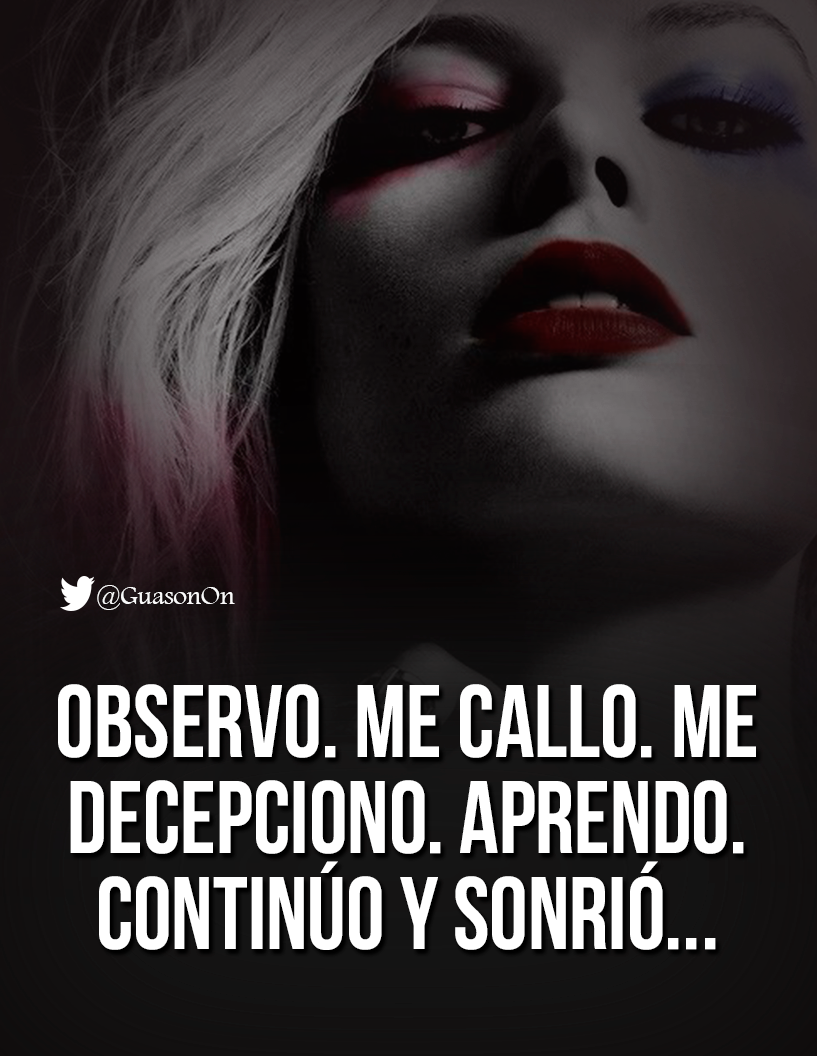 @GuasonOn
OBSERVO. ME CALLO. ME
DECEPCIONO. APRENDO.
CONTINÚO Y SONRIÓ...